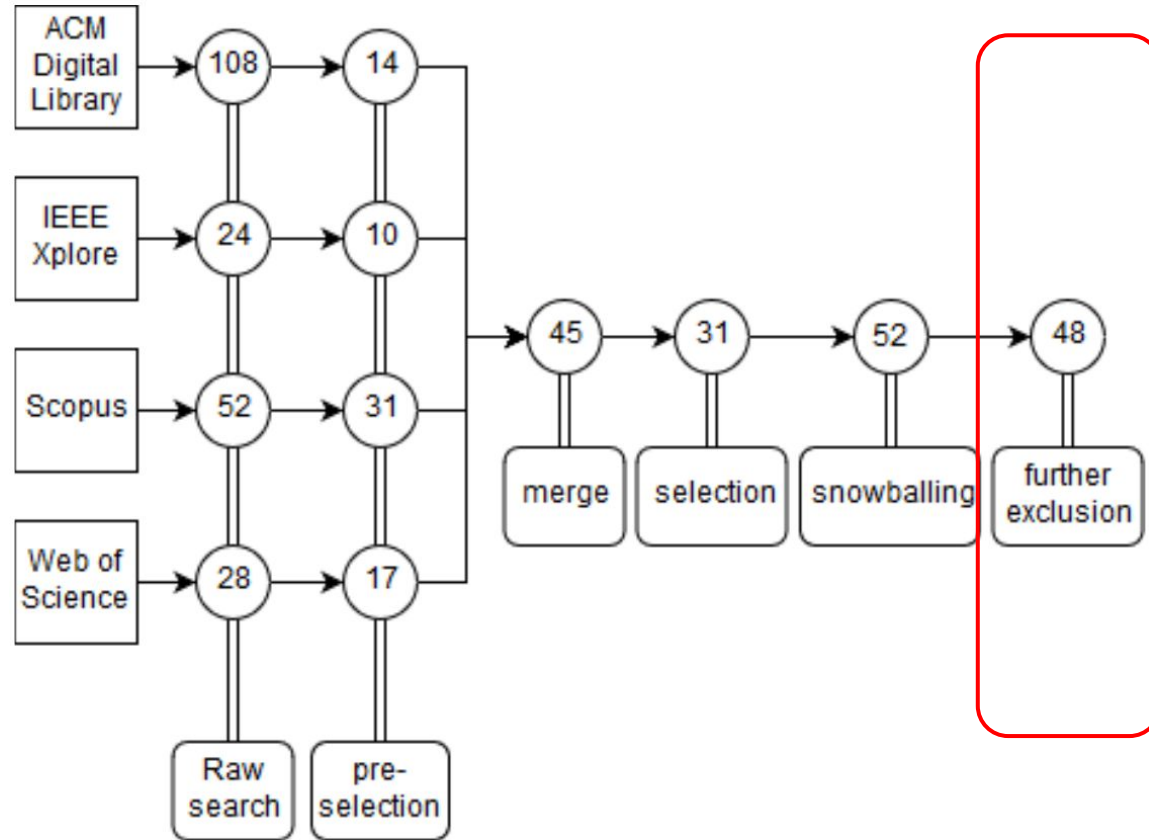 ACM
Digital
Library
108
14
IEEE
Xplore
24
10
45
31
52
48
Scopus
52
31
merge
selection
snowballing
further
exclusion
Web of
Science
28
17
Raw
search
pre-
selection